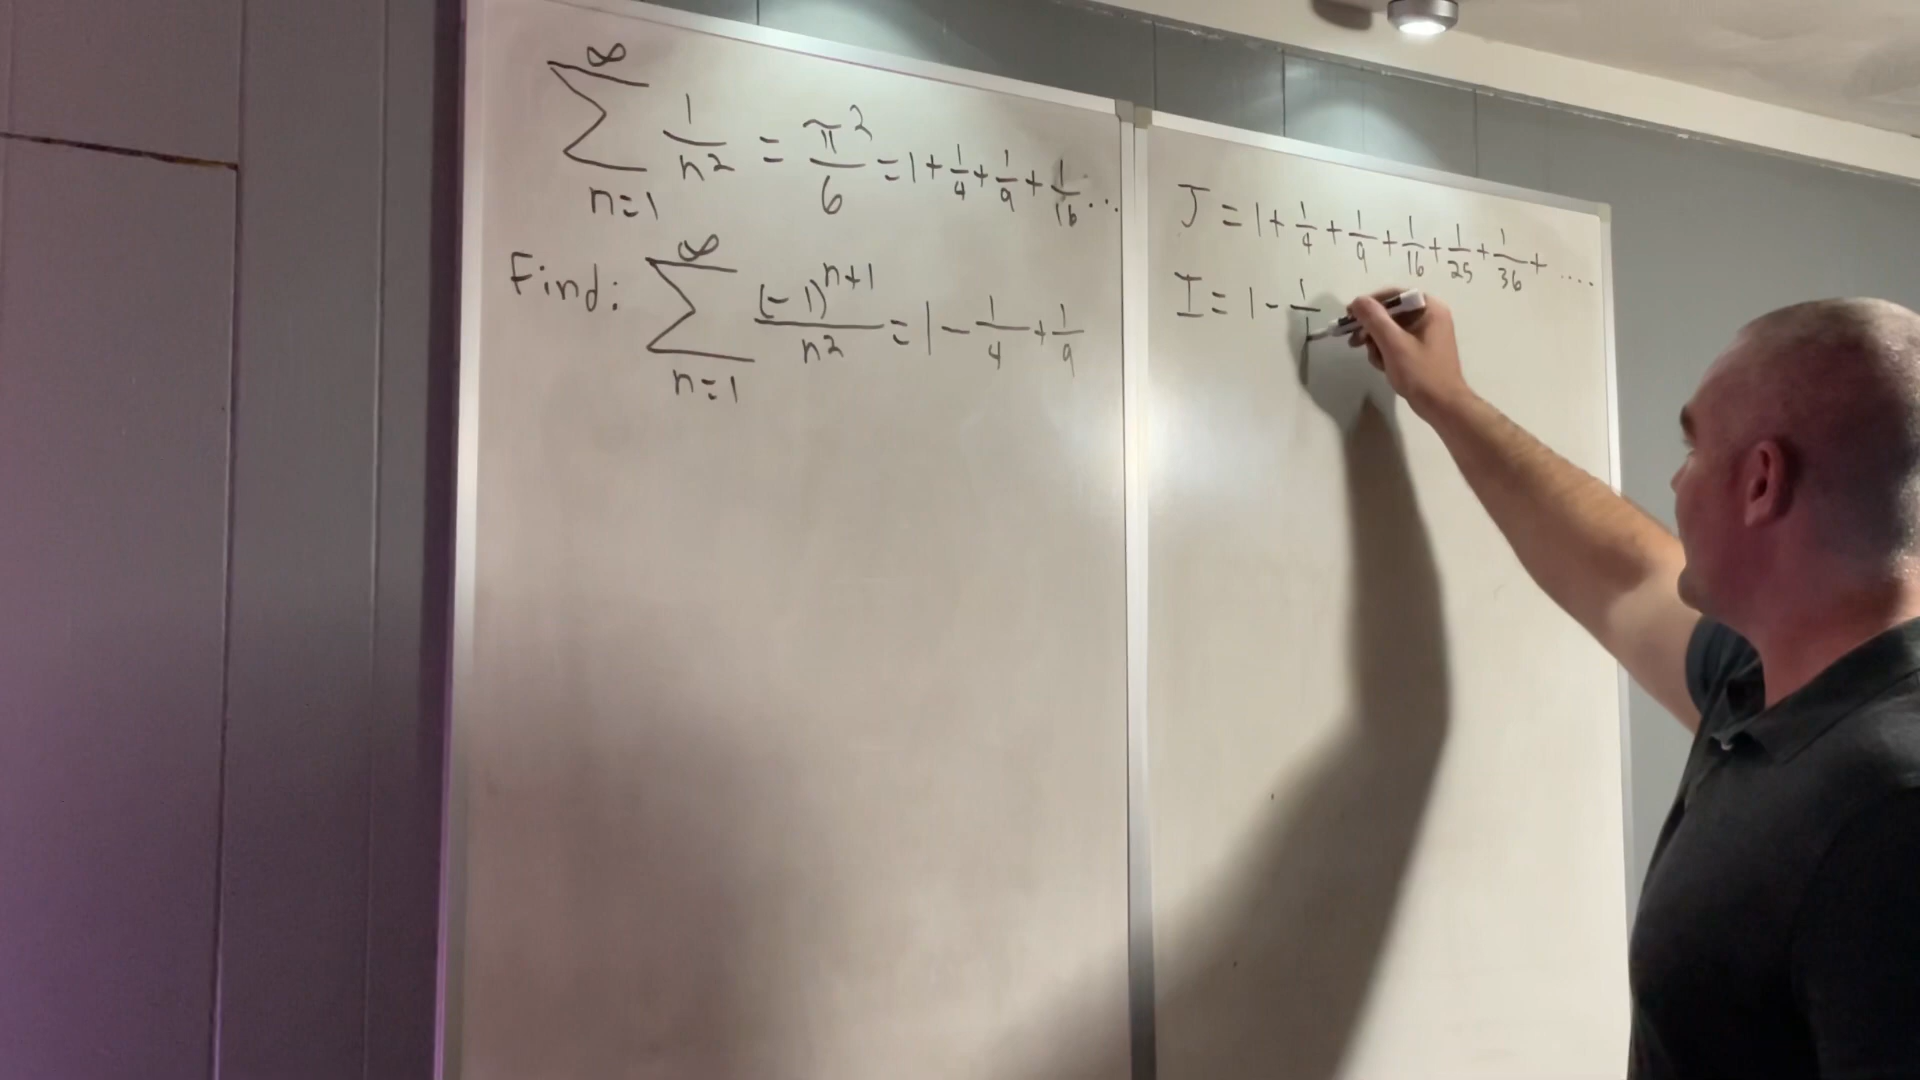 ∞
∑ 1/n² = π²/6 = 1 + 1/4 + 1/9 + 1/16 ...
n=1
Find: ∞
∑ (-1)^(n+1)/n² = 1 - 1/4 + 1/9
n=1
J = 1 + 1/4 + 1/9 + 1/16 + 1/25 + 1/36 + ....
I = 1 - 1/